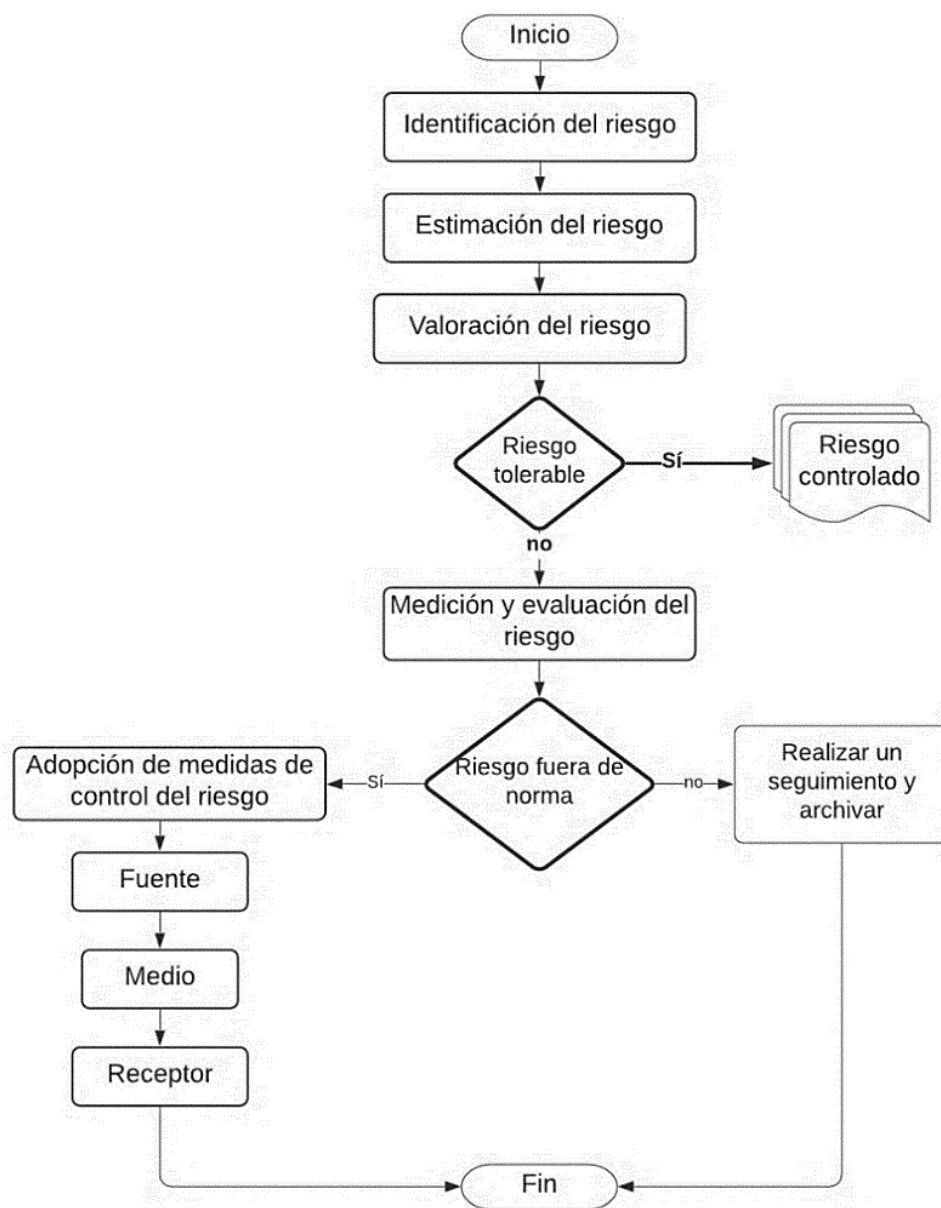 Inicio
Identificación del riesgo
Estimación del riesgo
Valoración del riesgo
Riesgo
tolerable
Sí
Riesgo
controlado
no
Medición y evaluación del
riesgo
Riesgo fuera de
norma
Sí
Adopción de medidas de
control del riesgo
Fuente
Medio
Receptor
no
Realizar un
seguimiento y
archivar
Fin